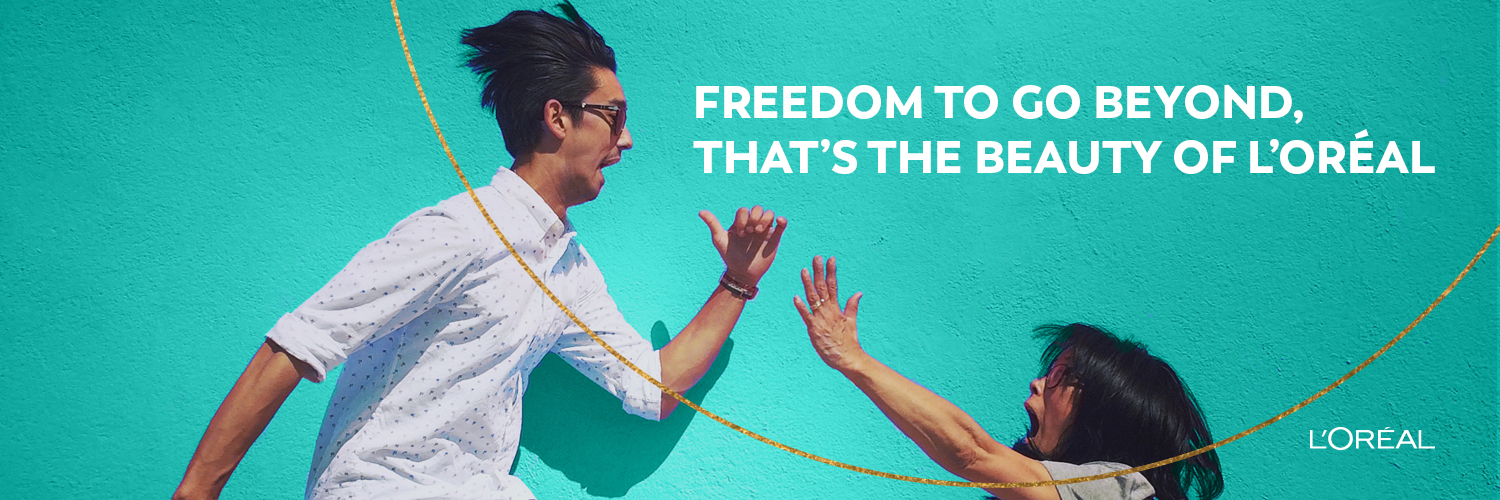 FREEDOM TO GO BEYOND,
THAT’S THE BEAUTY OF L’ORÉAL
L’ORÉAL